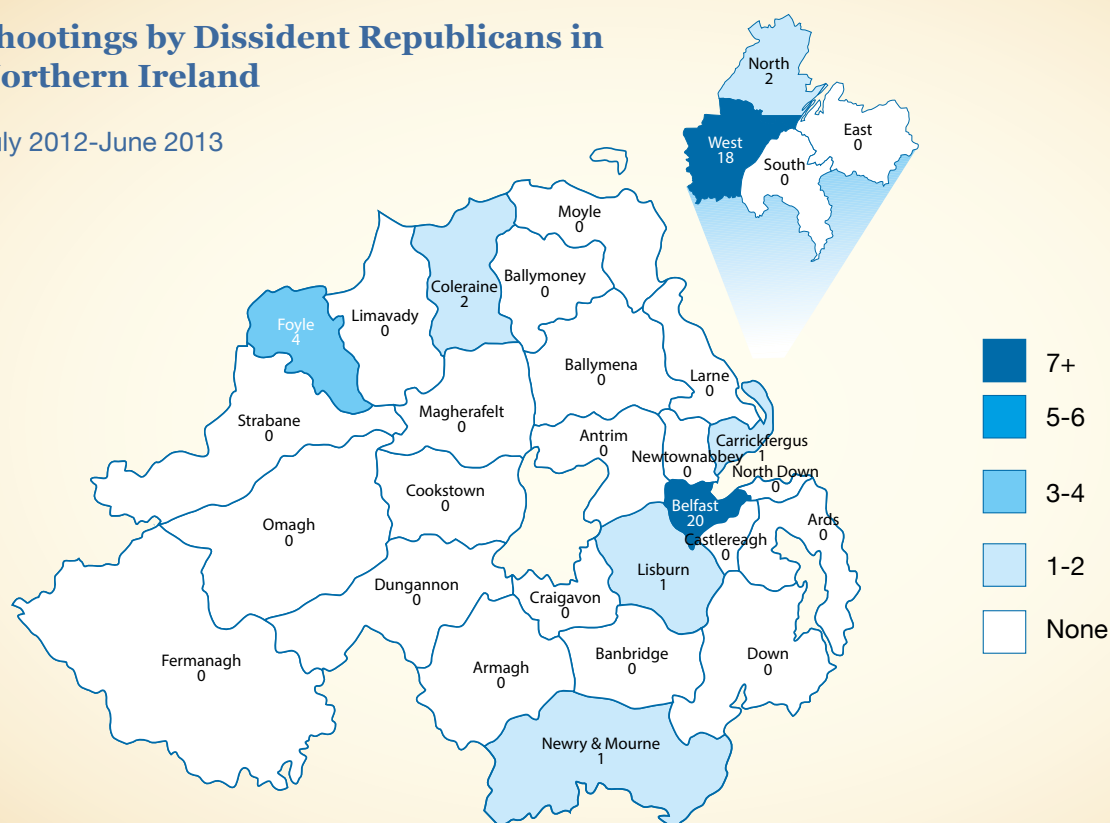 hootings by Dissident Republicans in
orthern Ireland
ly 2012-June 2013
North
2
West
18
East
0
South
0
Moyle
0
Ballymoney
0
Coleraine
2
Limavady
0
Foyle
4
Ballymena
0
Larne
0
Strabane
0
Magherafelt
0
Antrim
0
Newtownabbey
0
Carrickfergus
1
North Down
0
Cookstown
0
Belfast
20
Omagh
0
Castlereagh
0
Ards
0
Lisburn
1
Dungannon
0
Craigavon
0
Fermanagh
0
Armagh
0
Banbridge
0
Down
0
Newry & Mourne
1
7+
5-6
3-4
1-2
None